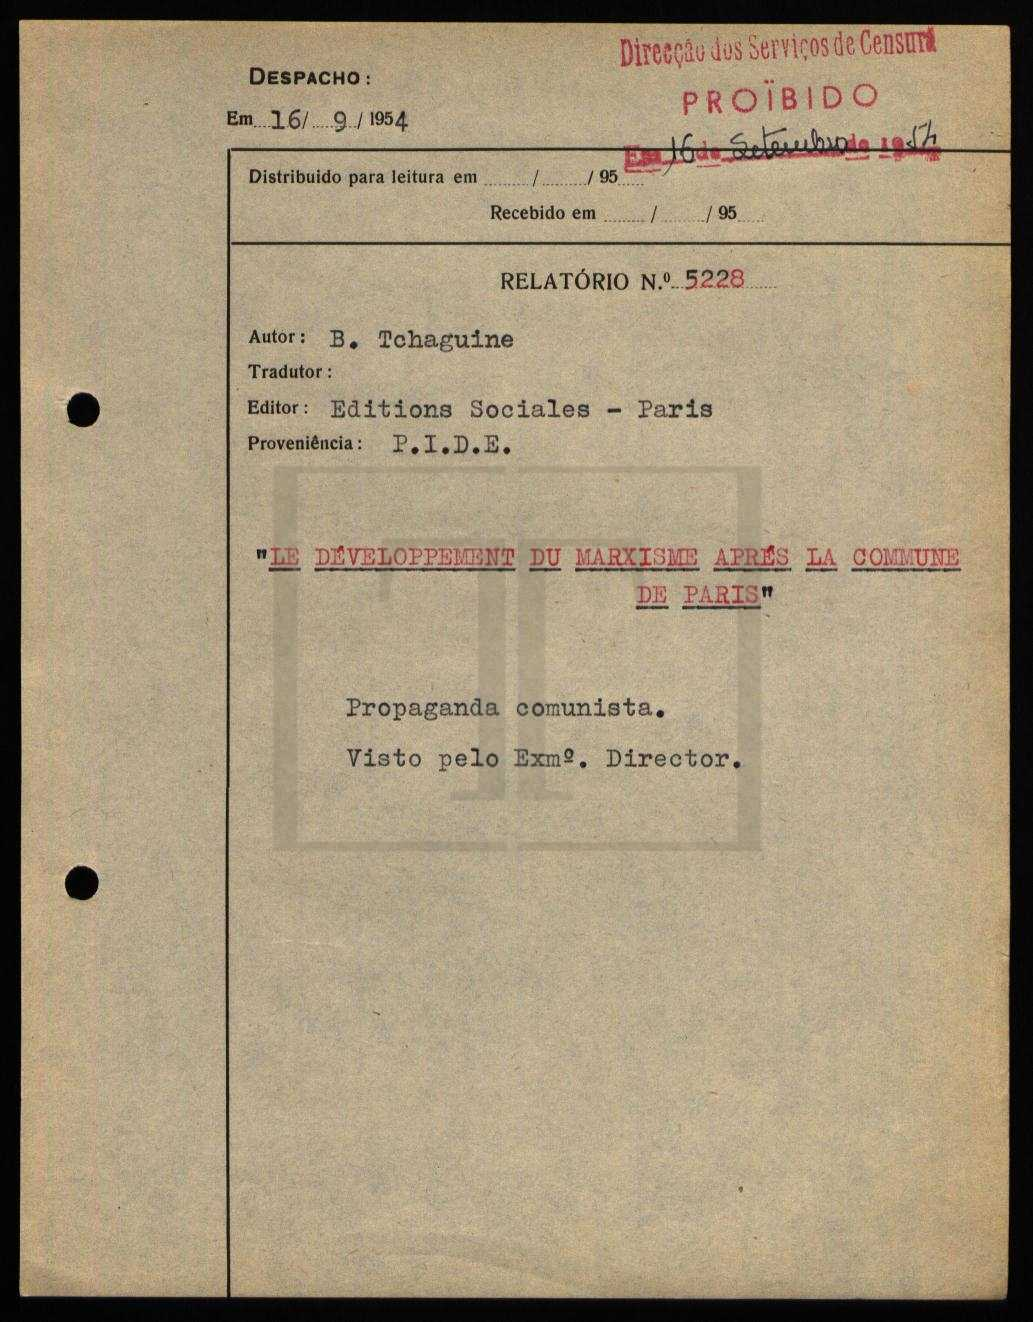 Direcção dos Serviços de Censura
PROÏBIDO
Em 16 de Setembro de 1954
DESPACHO:
Em 16/ 9 / 1954
Distribuido para leitura em ........ / ........ / 95 .....
Recebido em ........ / ........ / 95 .....
RELATÓRIO N.º 5228
Autor: B. Tchaguine
Tradutor:
Editor: Editions Sociales - Paris
Proveniência: P.I.D.E.
"LE DÉVELOPPEMENT DU MARXISME APRÉS LA COMMUNE
DE PARIS"
Propaganda comunista.
Visto pelo Exmº. Director.